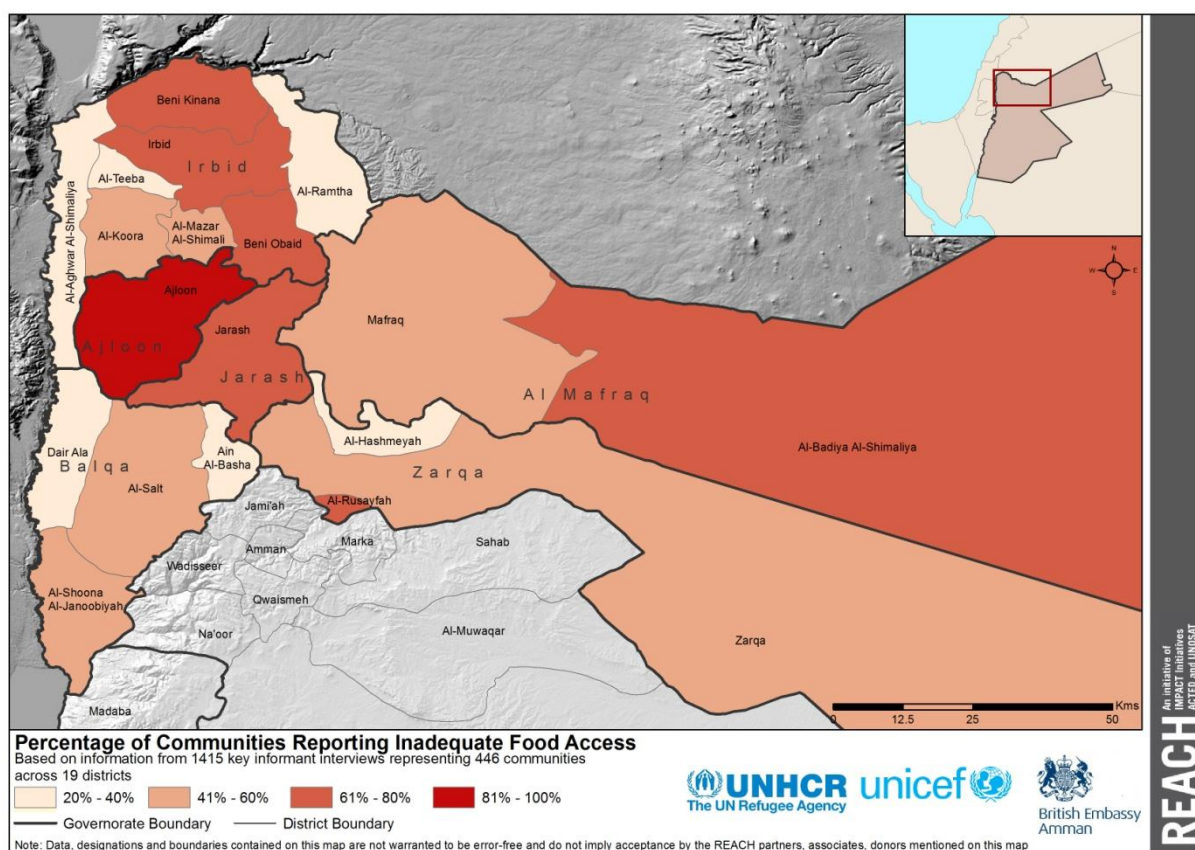 Beni Kinana
Irbid
Irbid
Al-Teeba
Al-Ramtha
Al-Aghwar Al-Shimaliya
Al-Koora
Al-Mazar
Al-Shimali
Beni Obaid
Ajloon
Ajloon
Jarash
Jarash
Mafraq
Al Mafraq
Al-Badiya Al-Shimaliya
Al-Hashmeyah
Dair Ala
Balqa
Ain
Al-Basha
Al-Salt
Zarqa
Al-Rusayfah
Jami'ah
Marka
Sahab
Amman
Wadisseer
Qwaismeh
Al-Shoona
Al-Janoobiyah
Na'oor
Al-Muwaqar
Zarqa
Madaba
N
W
E
S
Kms
0 12.5 25 50
Percentage of Communities Reporting Inadequate Food Access
Based on information from 1415 key informant interviews representing 446 communities
across 19 districts
20% - 40% 41% - 60% 61% - 80% 81% - 100%
Governorate Boundary District Boundary
Note: Data, designations and boundaries contained on this map are not warranted to be error-free and do not imply acceptance by the REACH partners, associates, donors mentioned on this map
UNHCR
The UN Refugee Agency
unicef
British Embassy
Amman
REACH
An initiative of
IMPACT Initiatives
ACTED and UNOSAT